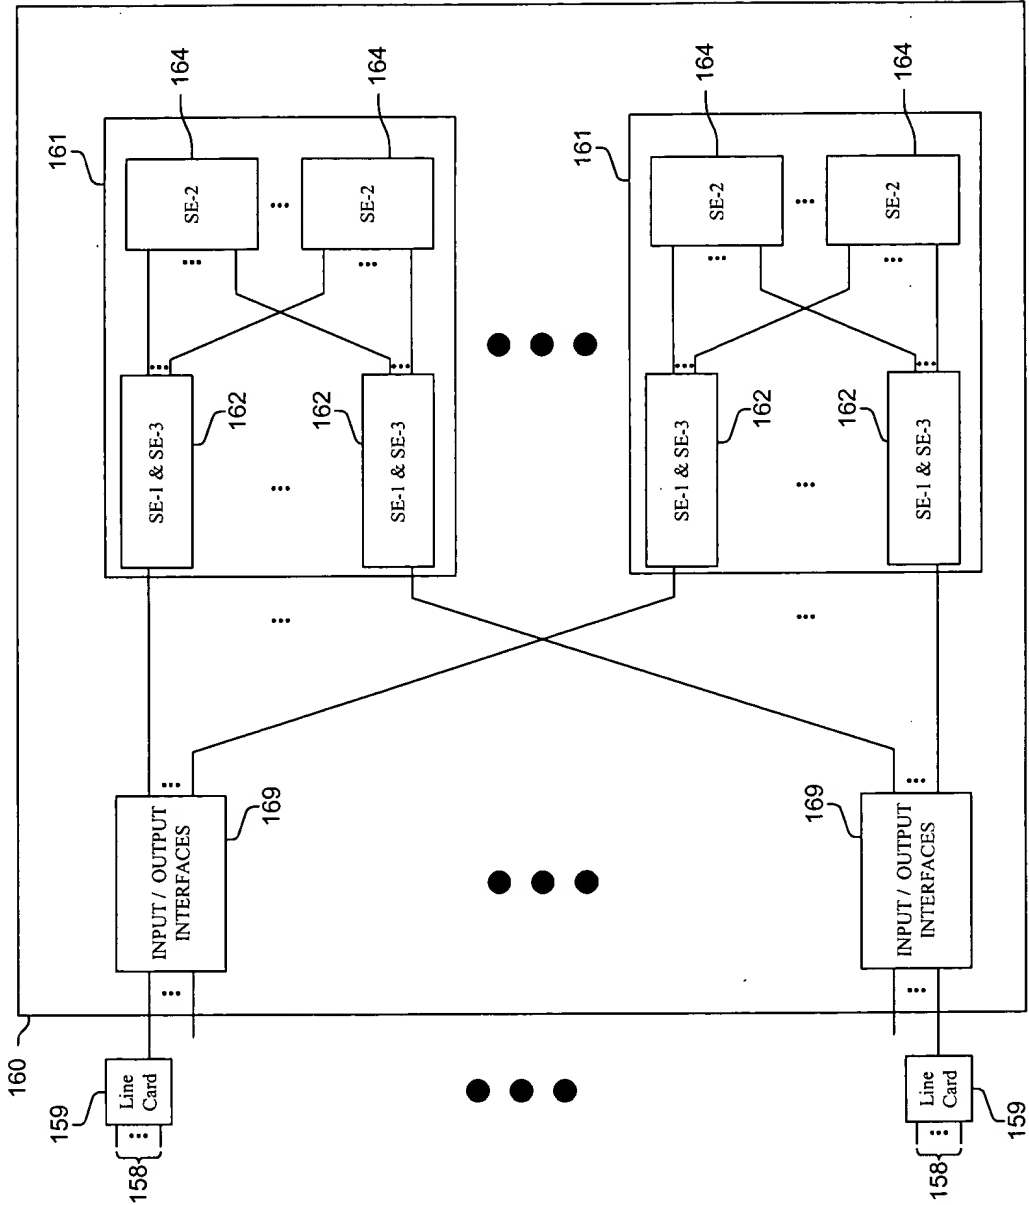 160
158
159
Line
Card
169
INPUT / OUTPUT
INTERFACES
161
162
SE-1 & SE-3
162
SE-1 & SE-3
164
SE-2
164
SE-2
161
162
SE-1 & SE-3
162
SE-1 & SE-3
164
SE-2
164
SE-2
169
INPUT / OUTPUT
INTERFACES
158
159
Line
Card